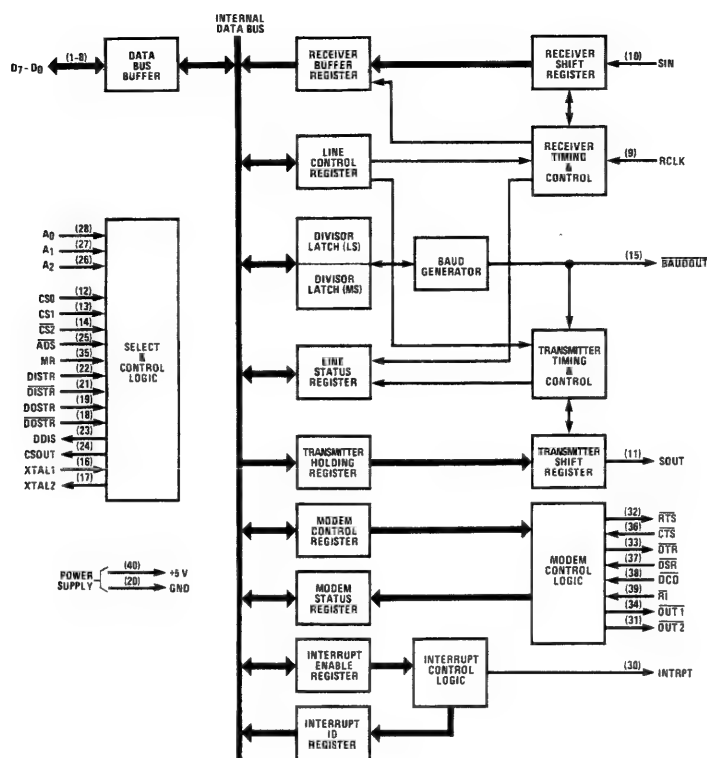 INTERNAL
DATA BUS
D7-D0
(1-8)
DATA
BUS
BUFFER
RECEIVER
BUFFER
REGISTER
RECEIVER
SHIFT
REGISTER
(10)
SIN
LINE
CONTROL
REGISTER
RECEIVER
TIMING
&
CONTROL
(9)
RCLK
A0 (28)
A1 (27)
A2 (26)
CS0 (12)
CS1 (13)
CS2 (14)
ADS (25)
MR (35)
DISTR (22)
DISTR (21)
DOSTR (19)
DOSTR (18)
DDIS (23)
CSOUT (24)
XTAL1 (16)
XTAL2 (17)
SELECT
&
CONTROL
LOGIC
DIVISOR
LATCH (LS)
DIVISOR
LATCH (MS)
BAUD
GENERATOR
(15)
BAUDOUT
LINE
STATUS
REGISTER
TRANSMITTER
TIMING
&
CONTROL
TRANSMITTER
HOLDING
REGISTER
TRANSMITTER
SHIFT
REGISTER
(11)
SOUT
MODEM
CONTROL
REGISTER
MODEM
CONTROL
LOGIC
(32) RTS
(36) CTS
(33) DTR
(37) DSR
(38) DCD
(39) RI
(34) OUT 1
(31) OUT 2
POWER
SUPPLY
(40) +5 V
(20) GND
MODEM
STATUS
REGISTER
INTERRUPT
ENABLE
REGISTER
INTERRUPT
CONTROL
LOGIC
(30)
INTRPT
INTERRUPT
ID
REGISTER